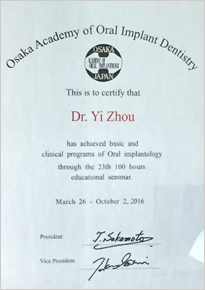 Osaka Academy of Oral Implant Dentistry
OSAKA
JAPAN
This is to certify that
Dr. Yi Zhou
has achieved basic and
clinical programs of Oral implantology
through the 23th 100 hours
educational seminar.
March 26 - October 2, 2016
President
T. Sakamoto
Vice President